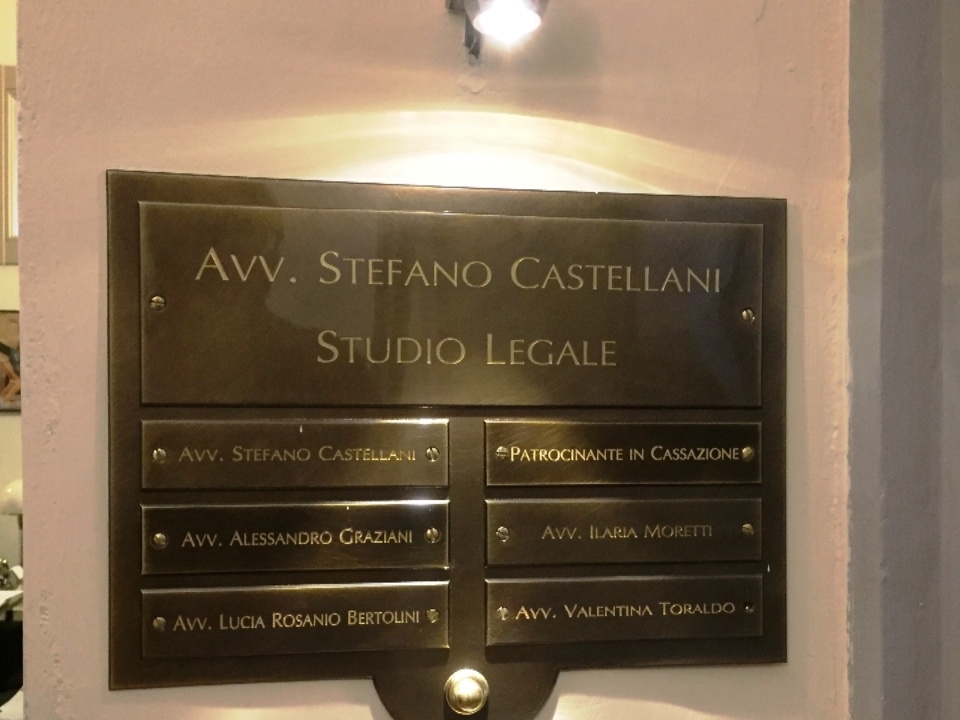 Avv. Stefano Castellani
Studio Legale
Avv. Stefano Castellani
Patrocinante in Cassazione
Avv. Alessandro Graziani
Avv. Ilaria Moretti
Avv. Lucia Rosanio Bertolini
Avv. Valentina Toraldo